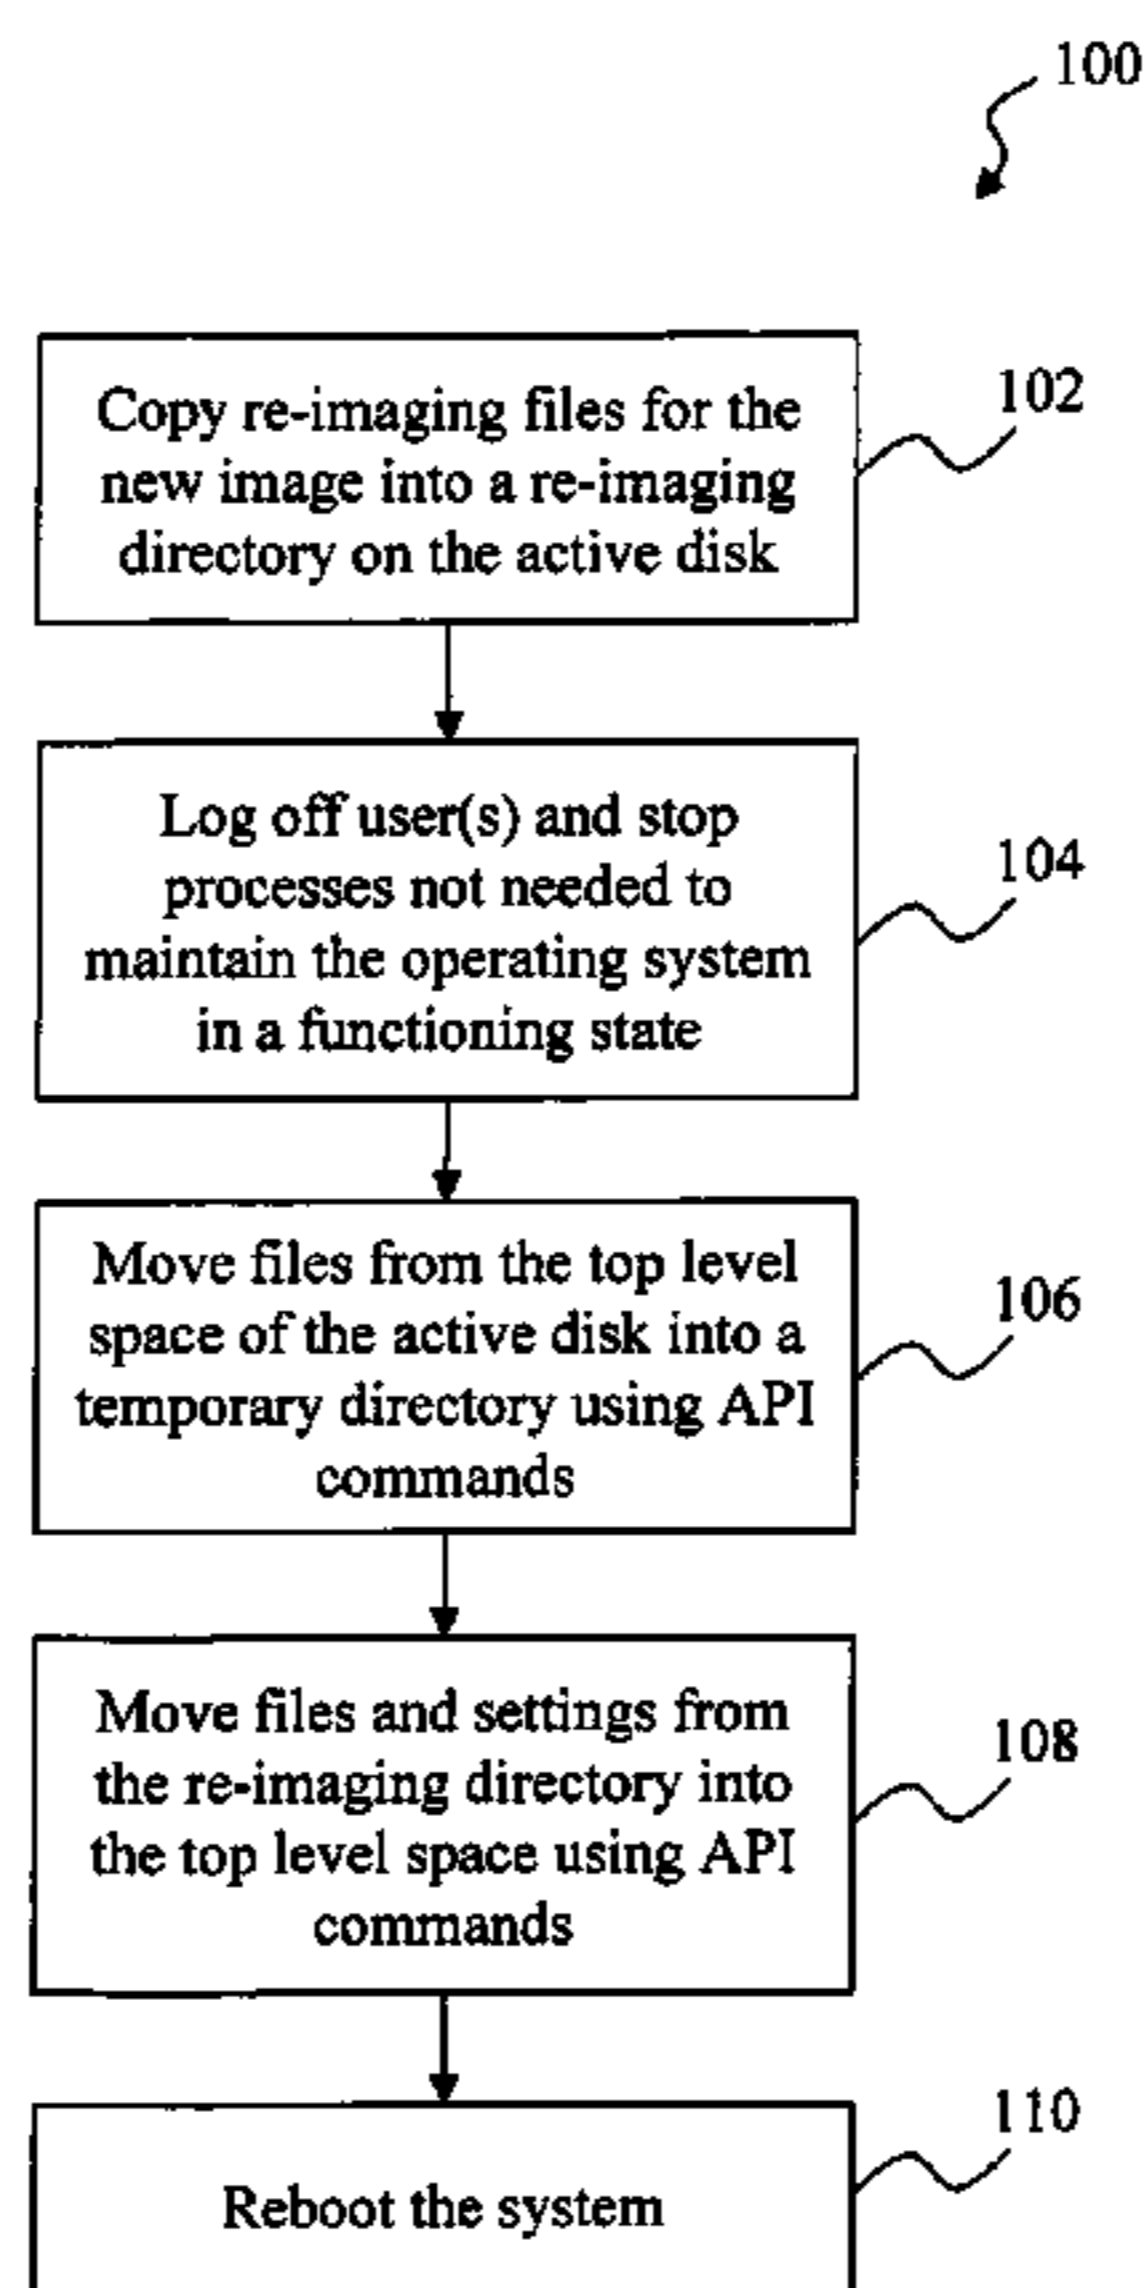 100
Copy re-imaging files for the
new image into a re-imaging
directory on the active disk
102
Log off user(s) and stop
processes not needed to
maintain the operating system
in a functioning state
104
Move files from the top level
space of the active disk into a
temporary directory using API
commands
106
Move files and settings from
the re-imaging directory into
the top level space using API
commands
108
Reboot the system
110